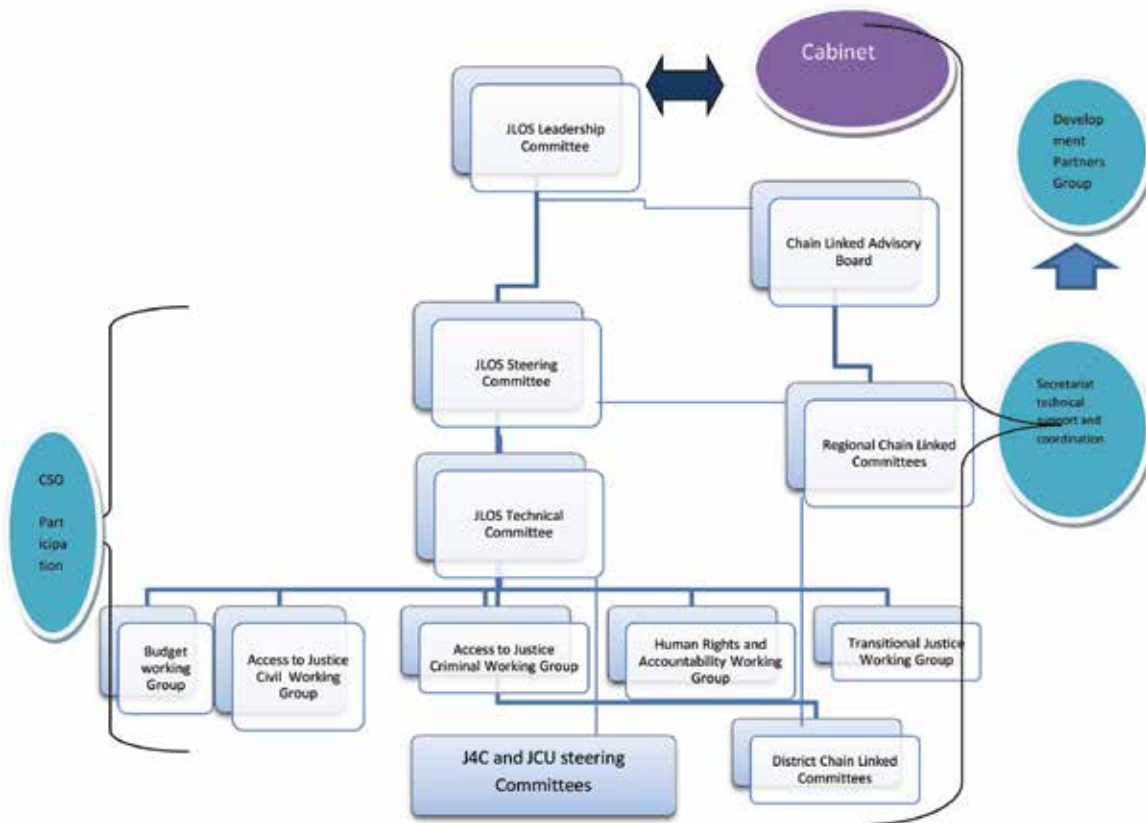 Cabinet
JLOS Leadership
Committee
Develop
ment
Partners
Group
Chain Linked Advisory
Board
JLOS Steering
Committee
Secretariat
technical
support and
coordination
Regional Chain Linked
Committees
CSO
Part
icipa
tion
JLOS Technical
Committee
Budget
working
Group
Access to Justice
Civil Working
Group
Access to Justice
Criminal Working Group
Human Rights and
Accountability Working
Group
Transitional Justice
Working Group
J4C and JCU steering
Committees
District Chain Linked
Committees